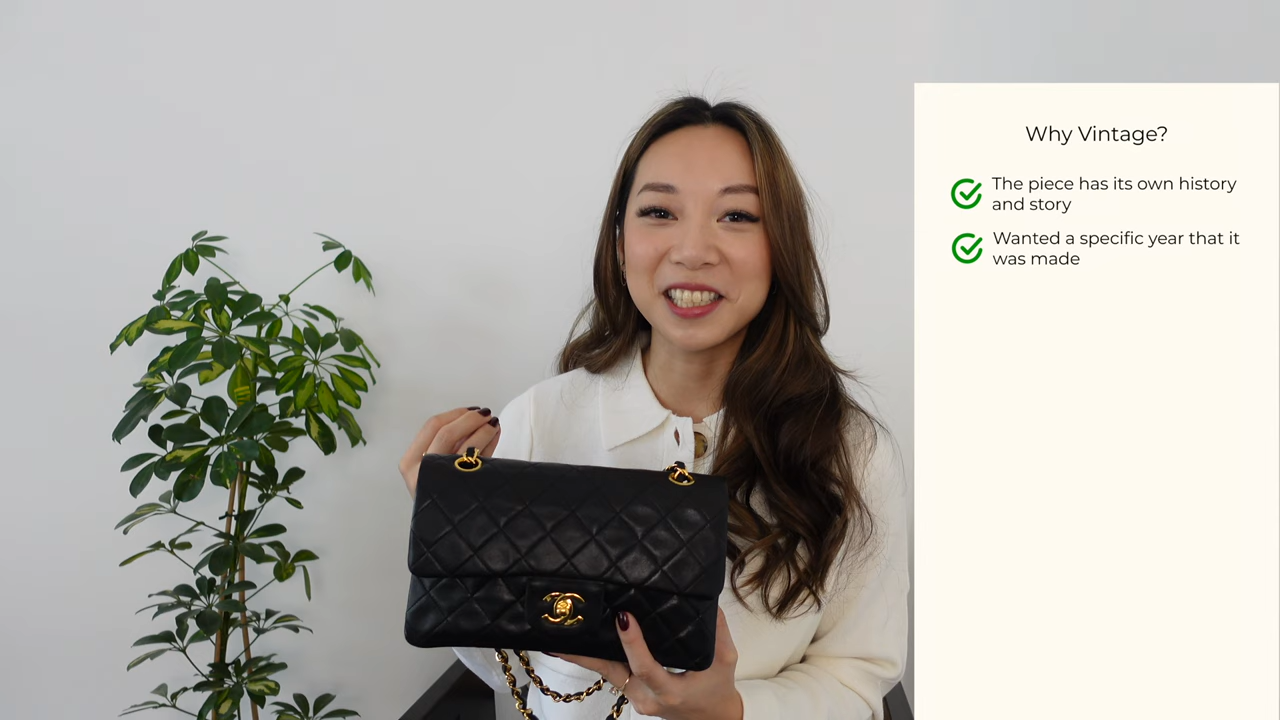 Why Vintage?
The piece has its own history
and story
Wanted a specific year that it
was made